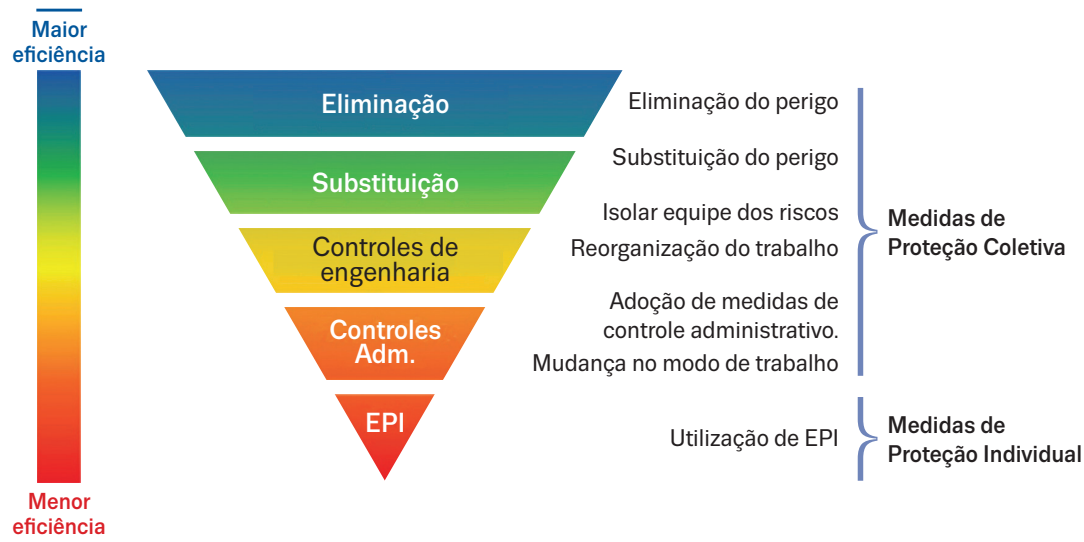 Maior
eficiência
Eliminação
Eliminação do perigo
Substituição
Substituição do perigo
Controles de
engenharia
Isolar equipe dos riscos
Reorganização do trabalho
Controles
Adm.
Adoção de medidas de
controle administrativo.
Mudança no modo de trabalho
Medidas de
Proteção Coletiva
EPI
Utilização de EPI
Medidas de
Proteção Individual
Menor
eficiência